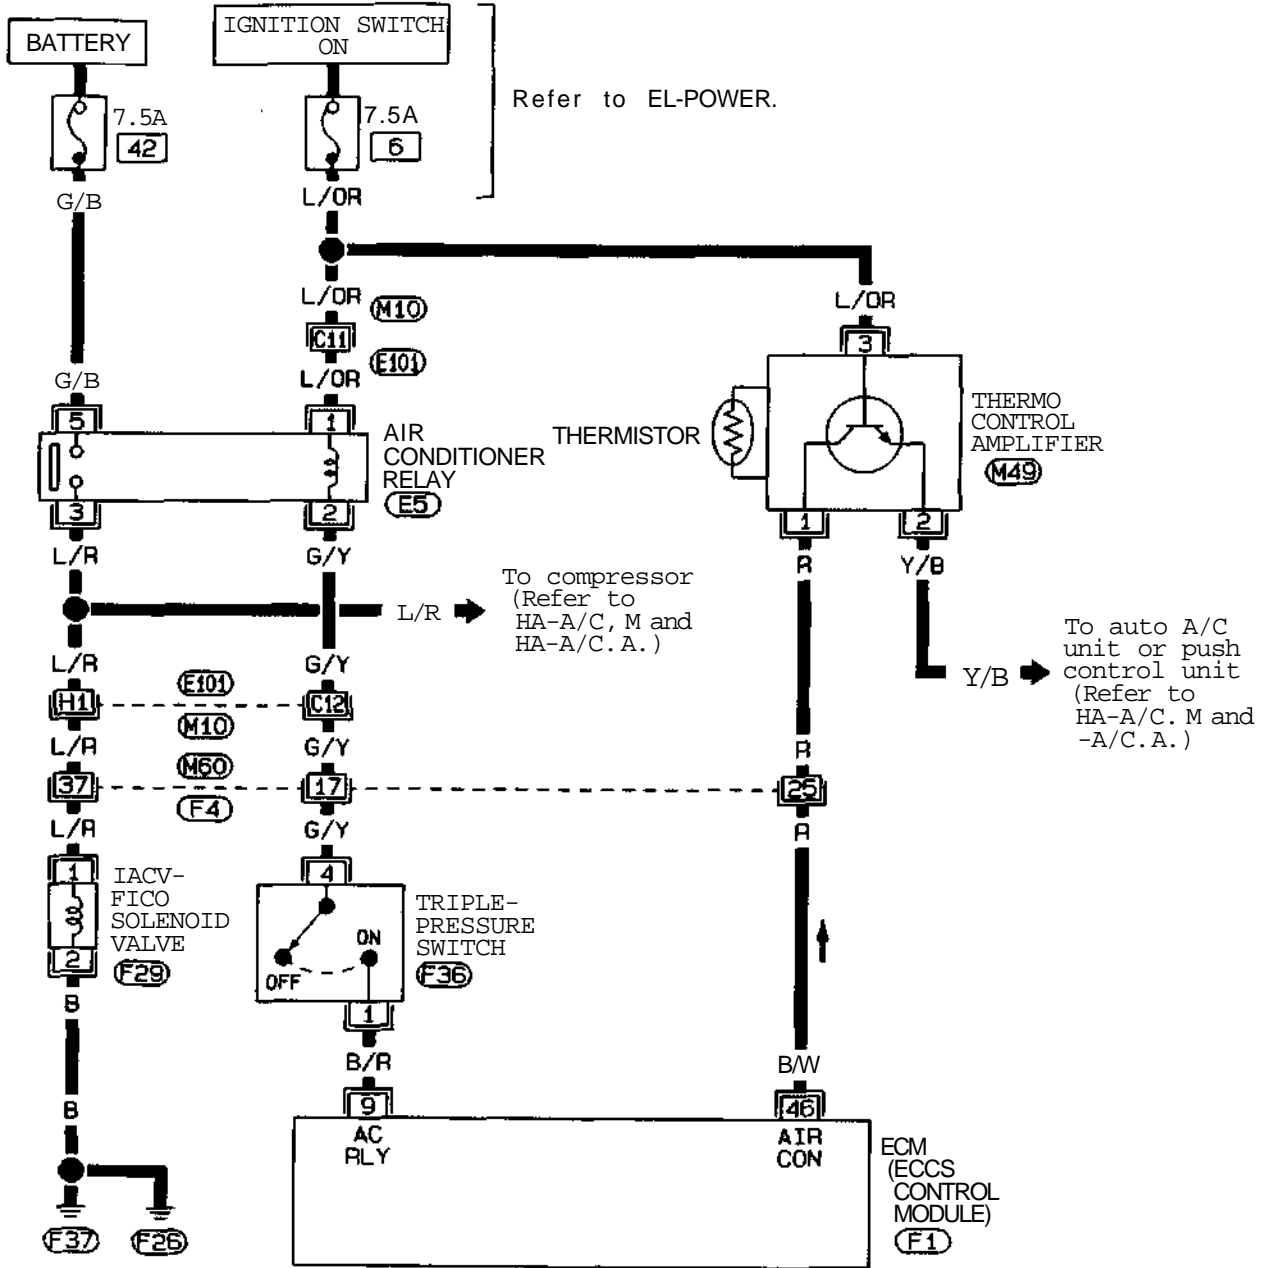 BATTERY
IGNITION SWITCH
ON
7.5A
42
7.5A
6
Refer to EL-POWER.
G/B
L/OR
L/OR
M10
C11
E101
L/OR
L/OR
G/B
5
1
3
AIR
CONDITIONER
RELAY
E5
THERMISTOR
THERMO
CONTROL
AMPLIFIER
M49
3
2
1
2
L/R
G/Y
R
Y/B
L/R
To compressor
(Refer to
HA-A/C, M and
HA-A/C.A.)
Y/B
To auto A/C
unit or push
control unit
(Refer to
HA-A/C. M and
-A/C.A.)
L/R
G/Y
E101
H1
C12
M10
L/R
G/Y
R
M60
37
17
25
F4
L/R
G/Y
R
1
4
IACV-
FICO
SOLENOID
VALVE
F29
2
TRIPLE-
PRESSURE
SWITCH
F36
ON
OFF
B
1
B/R
B/W
B
9
46
AC
RLY
AIR
CON
ECM
(ECCS
CONTROL
MODULE)
F1
F37
F26